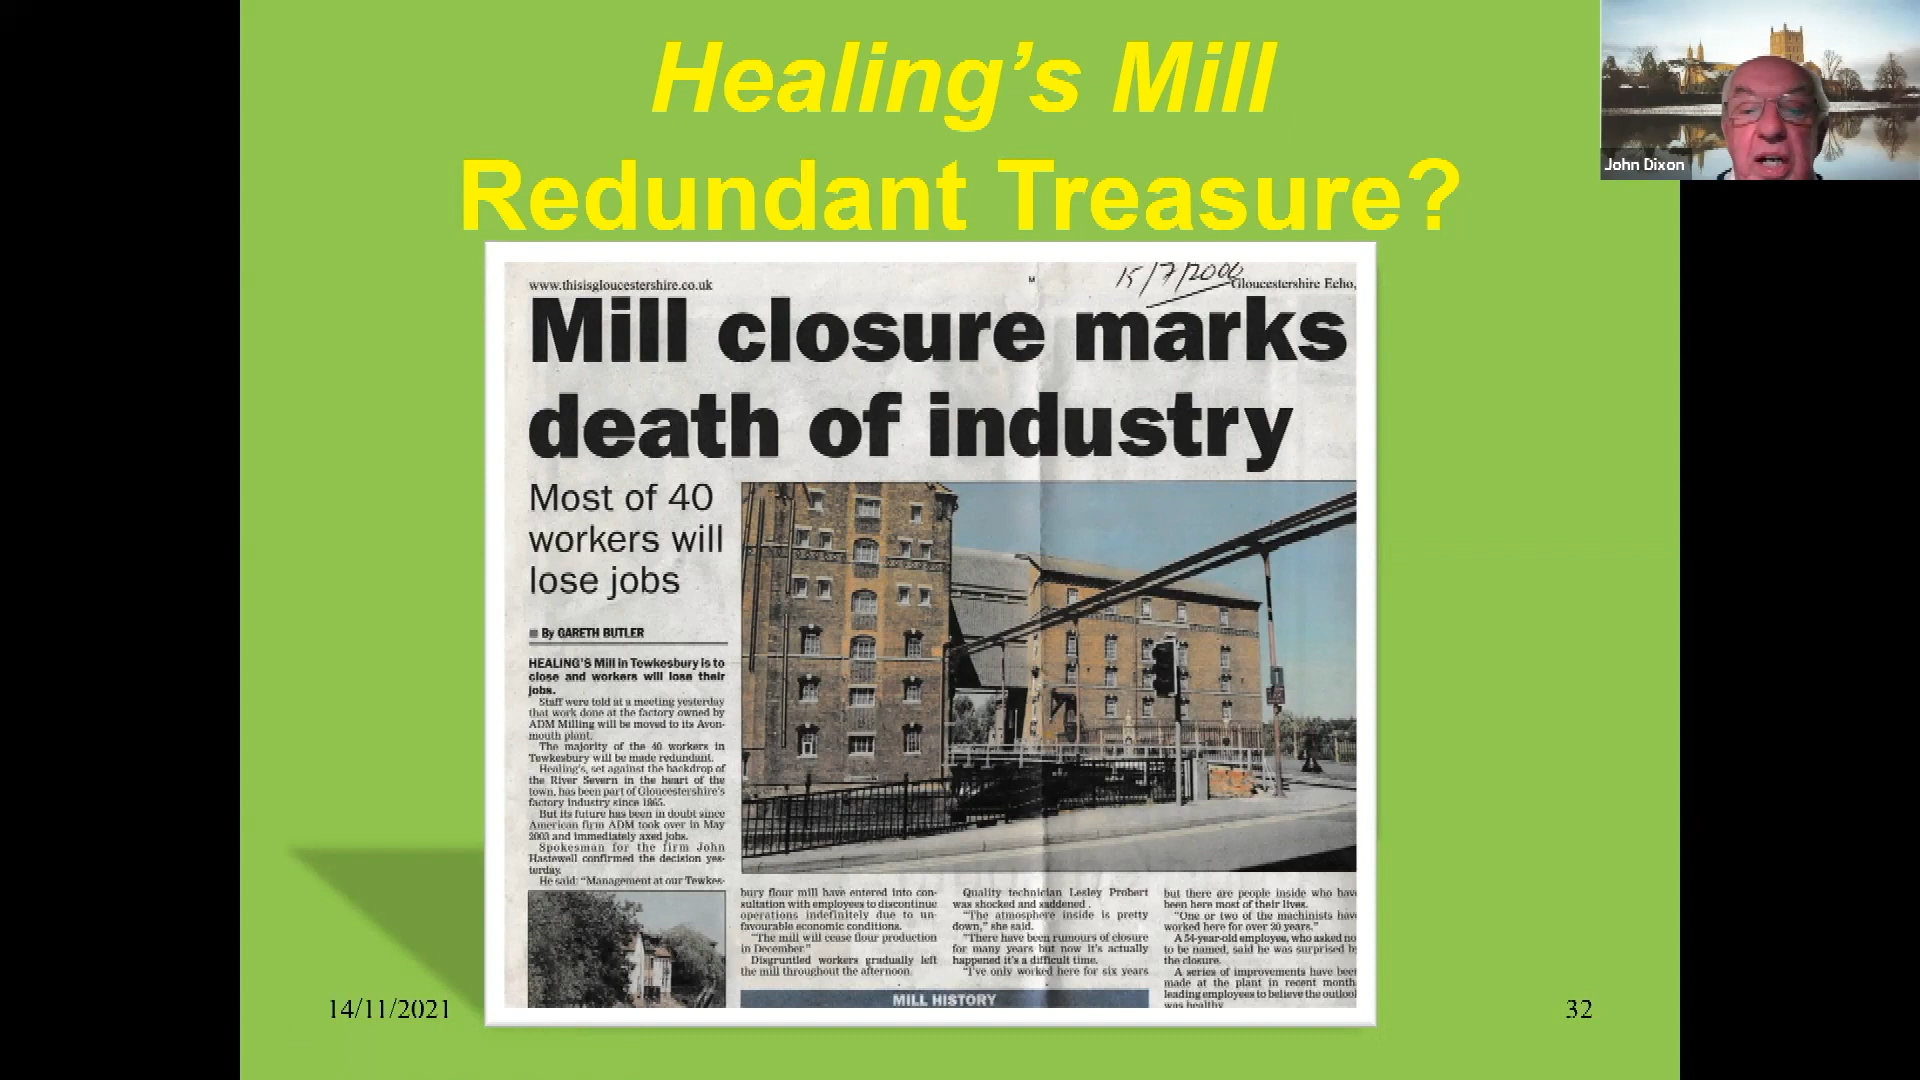 Healing’s Mill
Redundant Treasure?
John Dixon
www.thisisgloucestershire.co.uk
15/7/2006
Gloucestershire Echo,
Mill closure marks
death of industry
Most of 40
workers will
lose jobs
By GARETH BUTLER
HEALING'S Mill in Tewkesbury is to
close and workers will lose their
jobs.
Staff were told at a meeting yesterday
that work done at the factory owned by
ADM Milling will be moved to its Avon-
mouth plant.
The majority of the 40 workers in
Tewkesbury will be made redundant.
Healing's, set against the backdrop of
the River Severn in the heart of the
town, has been part of Gloucestershire's
factory industry since 1865.
But its future has been in doubt since
American firm ADM took over in May
2003 and immediately axed jobs.
Spokesman for the firm John
Hastewell confirmed the decision yes-
terday.
He said: “Management at our Tewkes-
bury flour mill have entered into con-
sultation with employees to discontinue
operations indefinitely due to un-
favourable economic conditions.
“The mill will cease flour production
in December.”
Disgruntled workers gradually left
the mill throughout the afternoon.
Quality technician Lesley Probert
was shocked and saddened.
“The atmosphere inside is pretty
down,” she said.
“There have been rumours of closure
for many years but now it's actually
happened it's a difficult time.
“I've only worked here for six years
but there are people inside who have
been here most of their lives.
“One or two of the machinists have
worked here for over 20 years.”
A 54-year-old employee, who asked no
to be named, said he was surprised b
the closure.
A series of improvements have been
made at the plant in recent month
leading employees to believe the outlool
was healthy
MILL HISTORY
14/11/2021
32